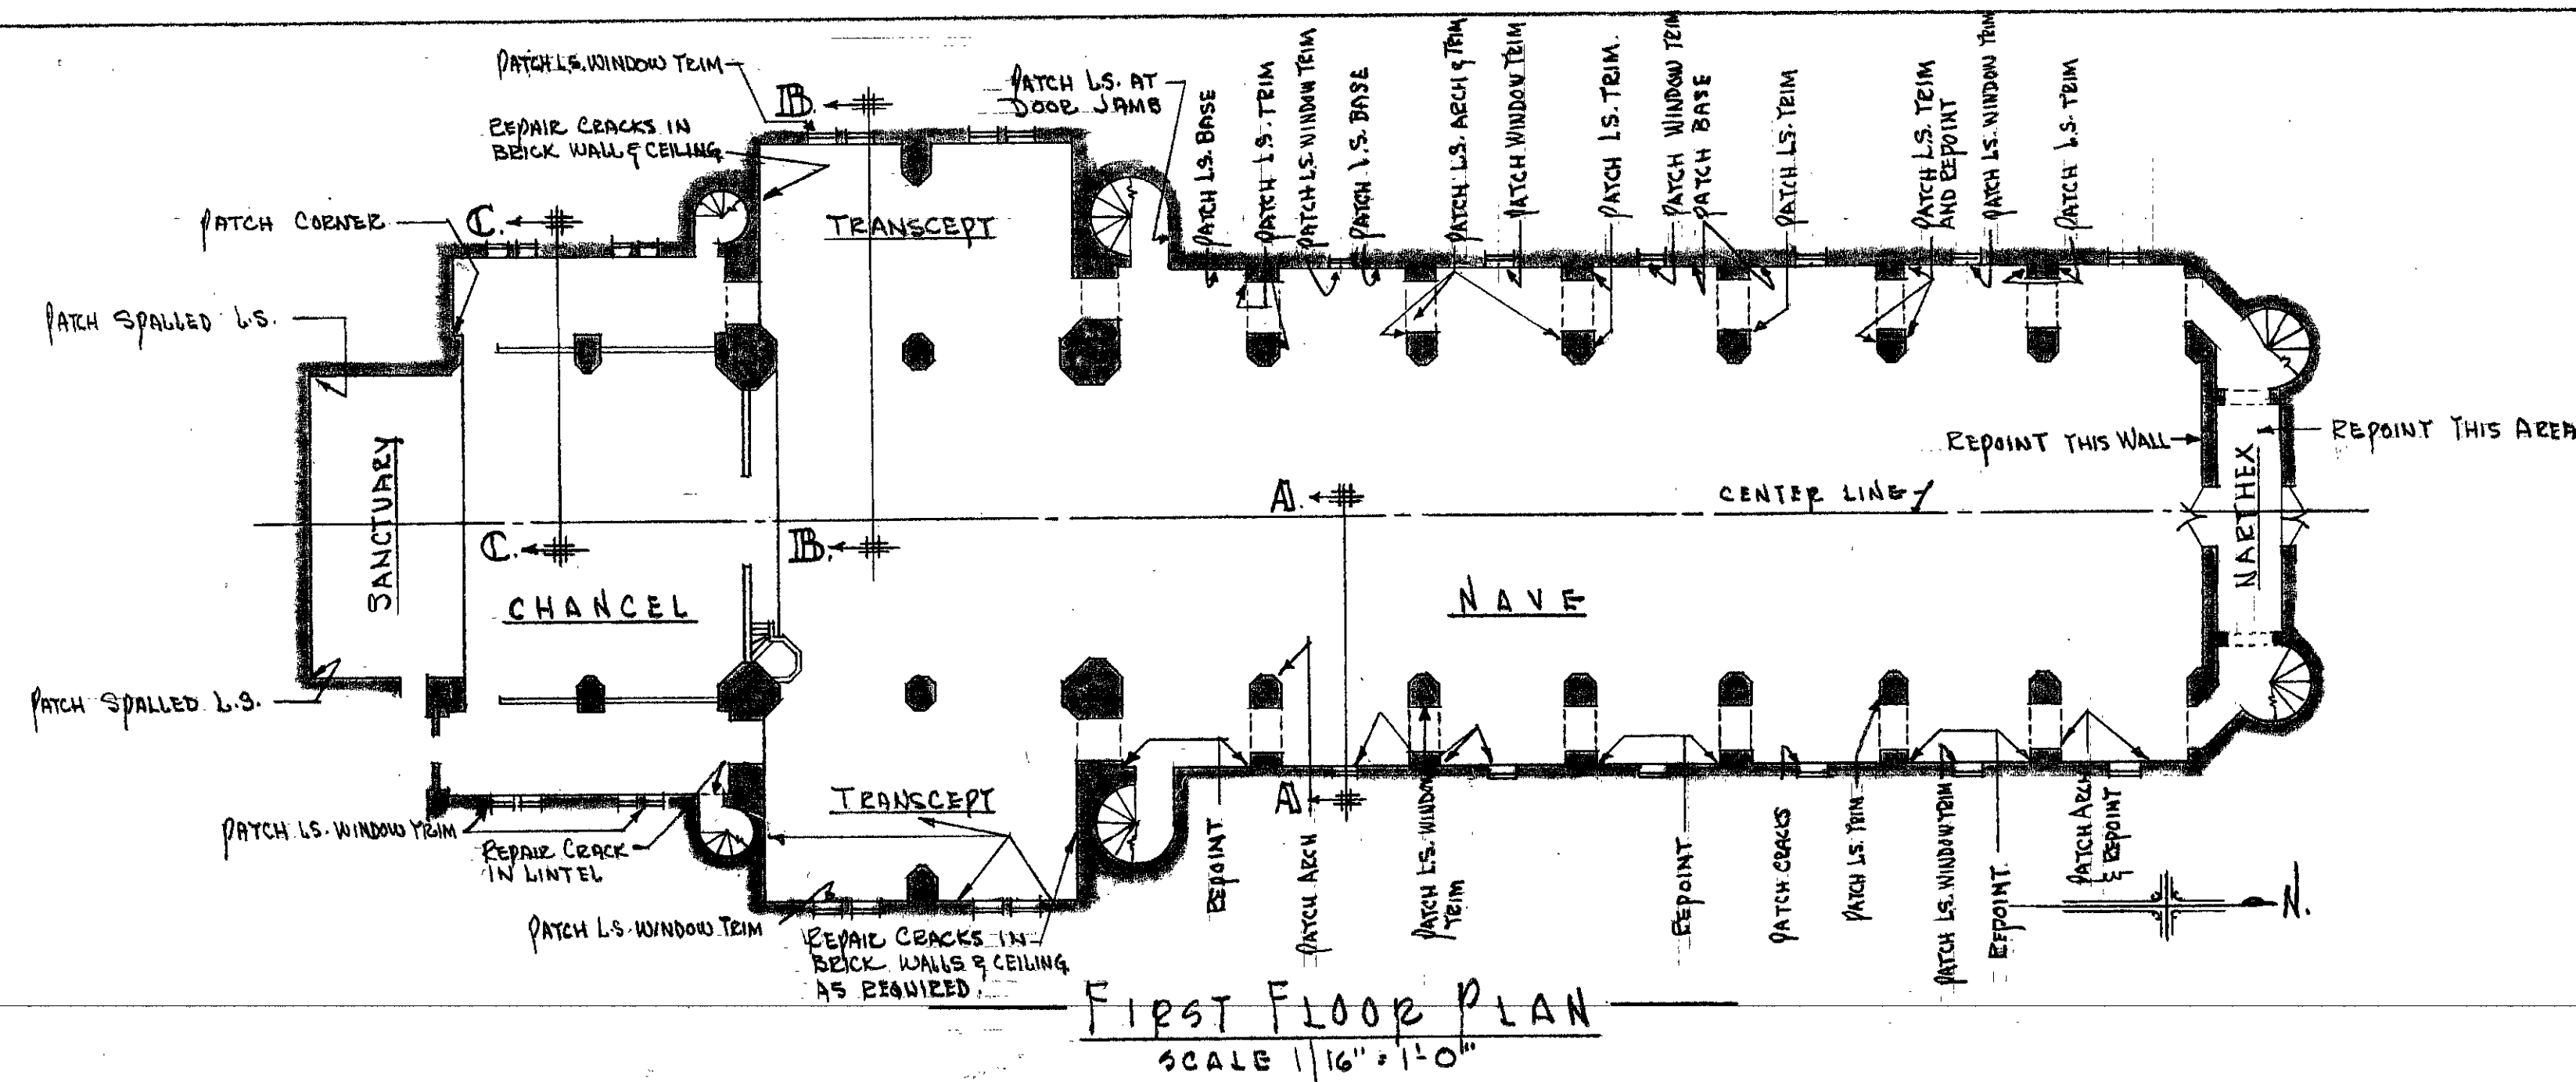 PATCH L.S. WINDOW TRIM
REPAIR CRACKS IN
BRICK WALL & CEILING
PATCH CORNER
PATCH SPALLED L.S.
B.
C.
TRANSCEPT
PATCH L.S. AT
DOOR JAMB
PATCH L.S. BASE
PATCH L.S. TRIM
PATCH L.S. WINDOW TRIM
PATCH L.S. BASE
PATCH L.S. ARCH & TRIM
PATCH WINDOW TRIM
PATCH L.S. TRIM.
PATCH WINDOW TRIM
PATCH BASE
PATCH L.S. TRIM
PATCH L.S. TRIM
AND REPOINT
PATCH L.S. WINDOW TRIM
PATCH L.S. TRIM
REPOINT THIS WALL
REPOINT THIS AREA
SANCTUARY
A.
CENTER LINE
NARTHEX
C.
B.
CHANCEL
NAVE
PATCH SPALLED L.S.
TRANSCEPT
A.
PATCH L.S. WINDOW TRIM
REPAIR CRACK
IN LINTEL
PATCH L.S. WINDOW TRIM
REPAIR CRACKS IN
BRICK WALLS & CEILING
AS REQUIRED.
REPOINT
PATCH ARCH
PATCH L.S. WINDOW
TRIM
REPOINT
PATCH CRACKS
PATCH L.S. TRIM
PATCH L.S. WINDOW TRIM
REPOINT
PATCH ARCH
& REPOINT
N.
FIRST FLOOR PLAN
SCALE 1/16" = 1'-0"